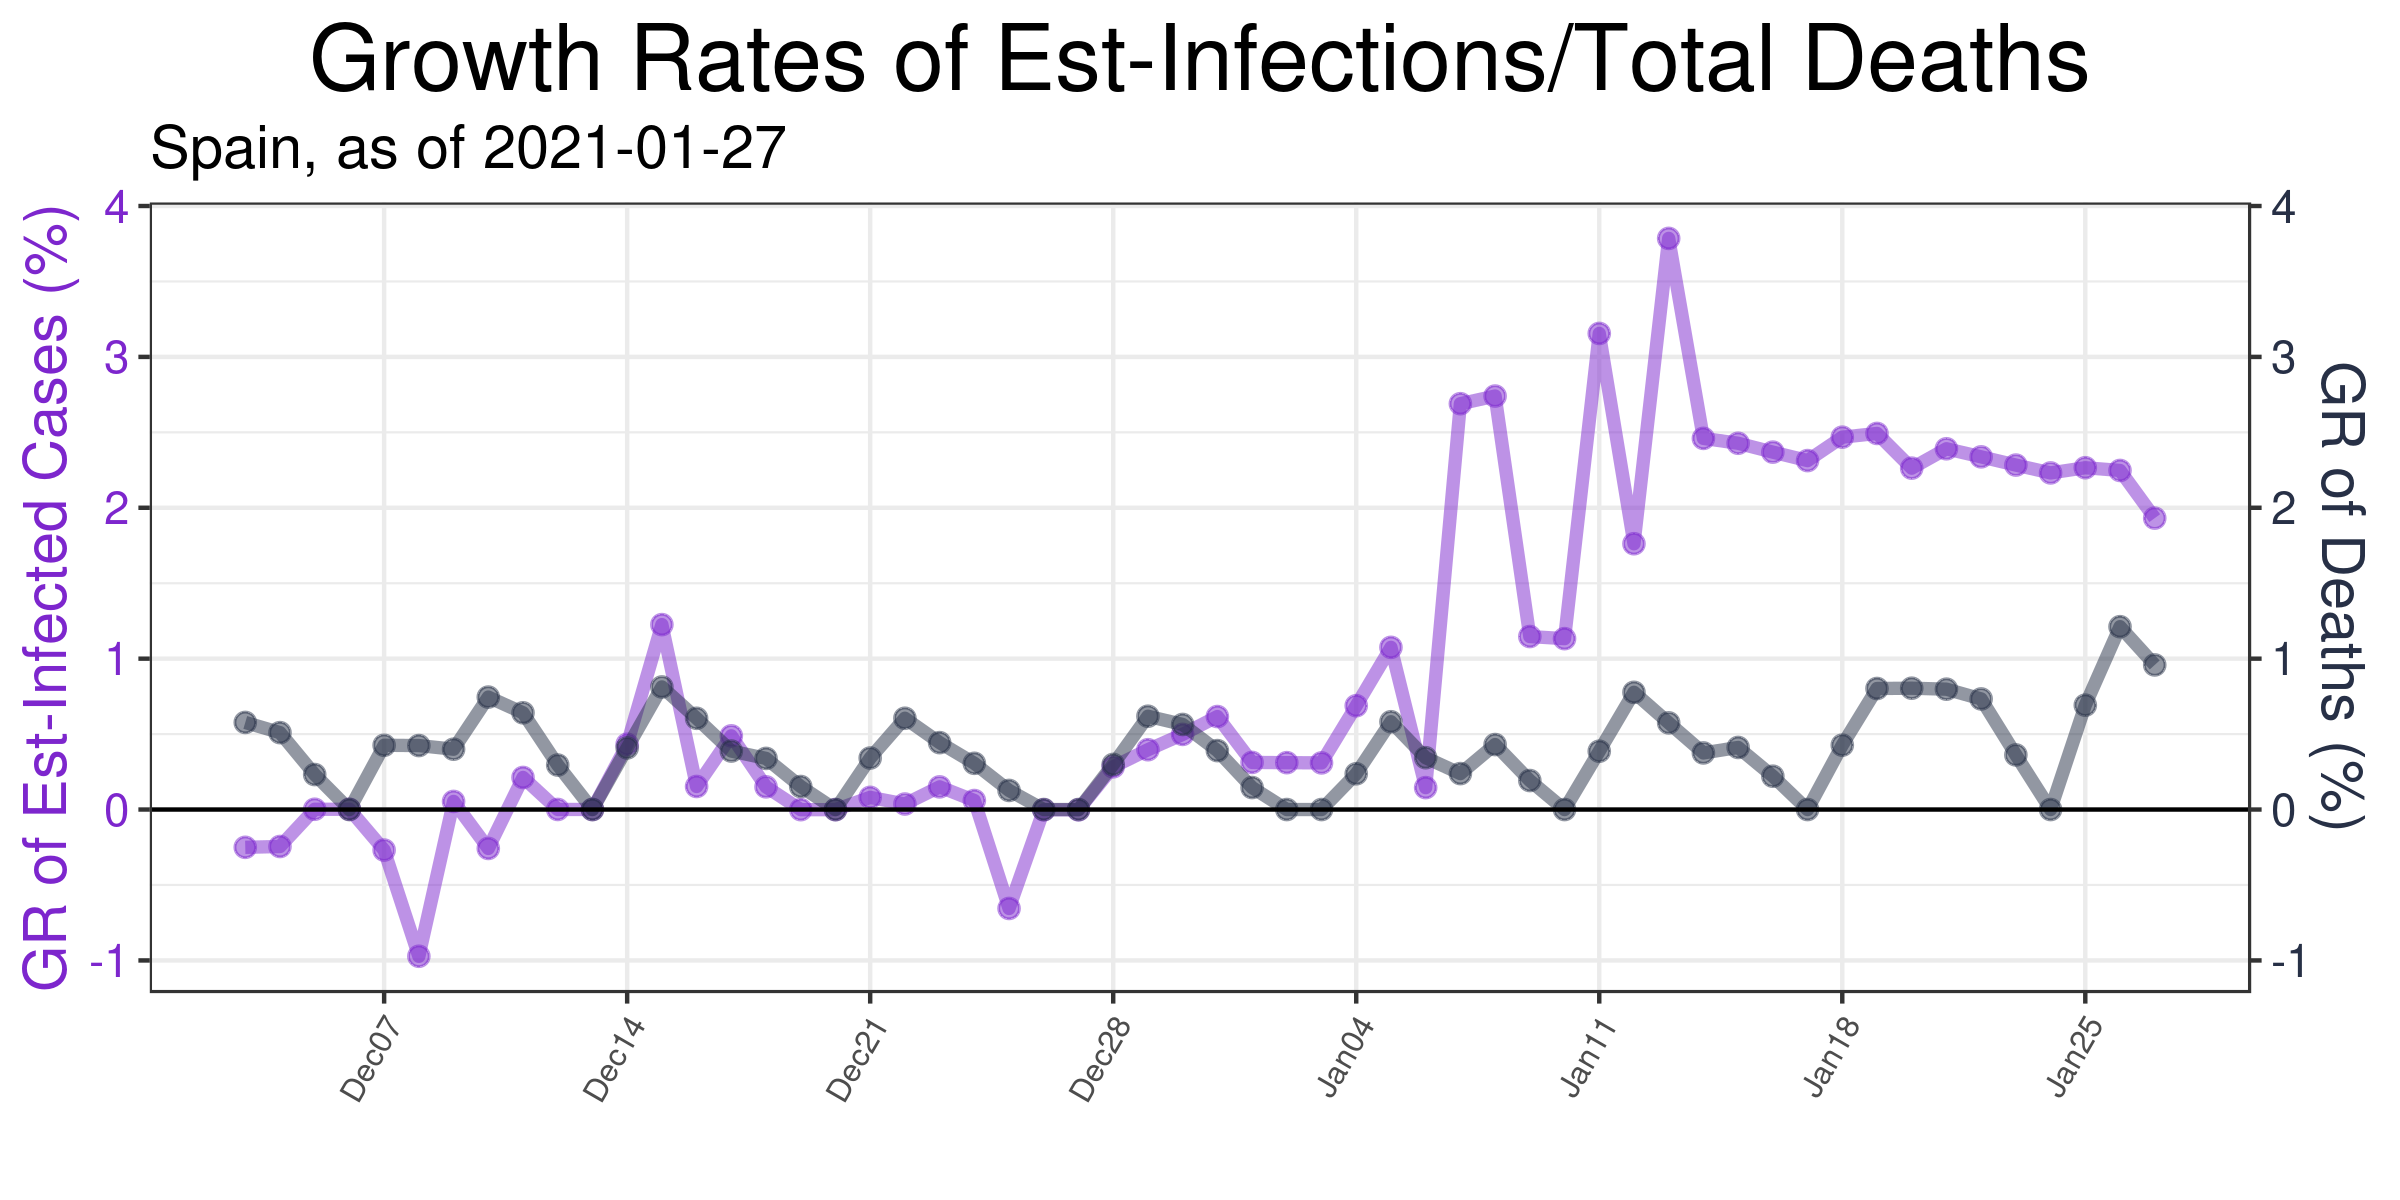 Growth Rates of Est-Infections/Total Deaths
Spain, as of 2021-01-27
GR of Est-Infected Cases (%)
4
3
2
1
0
-1
4
3
2
1
0
-1
GR of Deaths (%)
Dec07
Dec14
Dec21
Dec28
Jan04
Jan11
Jan18
Jan25